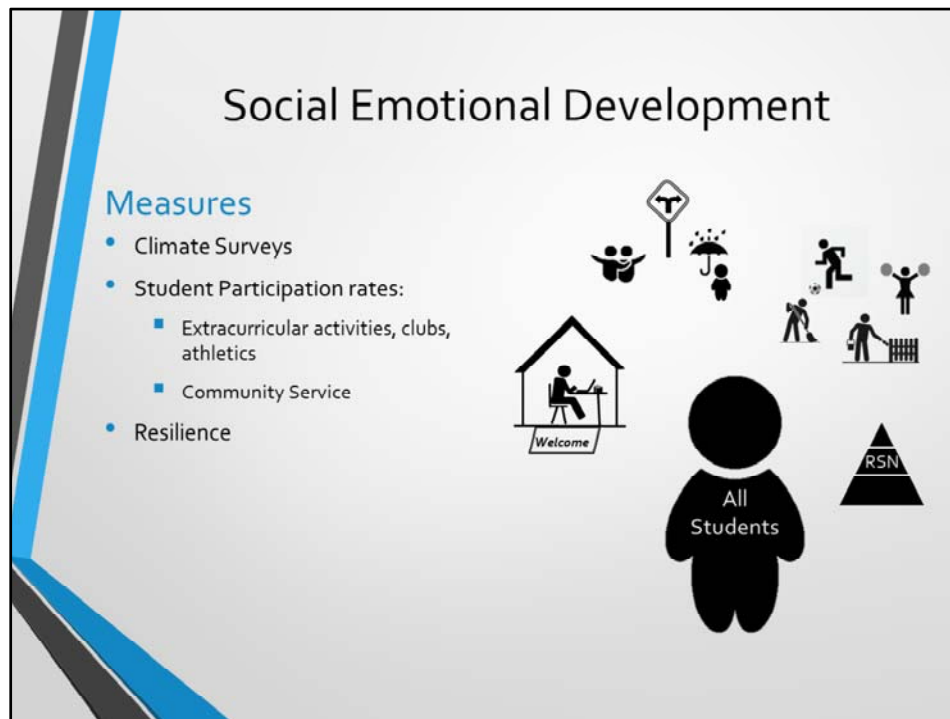 Social Emotional Development
Measures
• Climate Surveys
• Student Participation rates:
▪ Extracurricular activities, clubs,
athletics
▪ Community Service
• Resilience
Welcome
RSN
All
Students